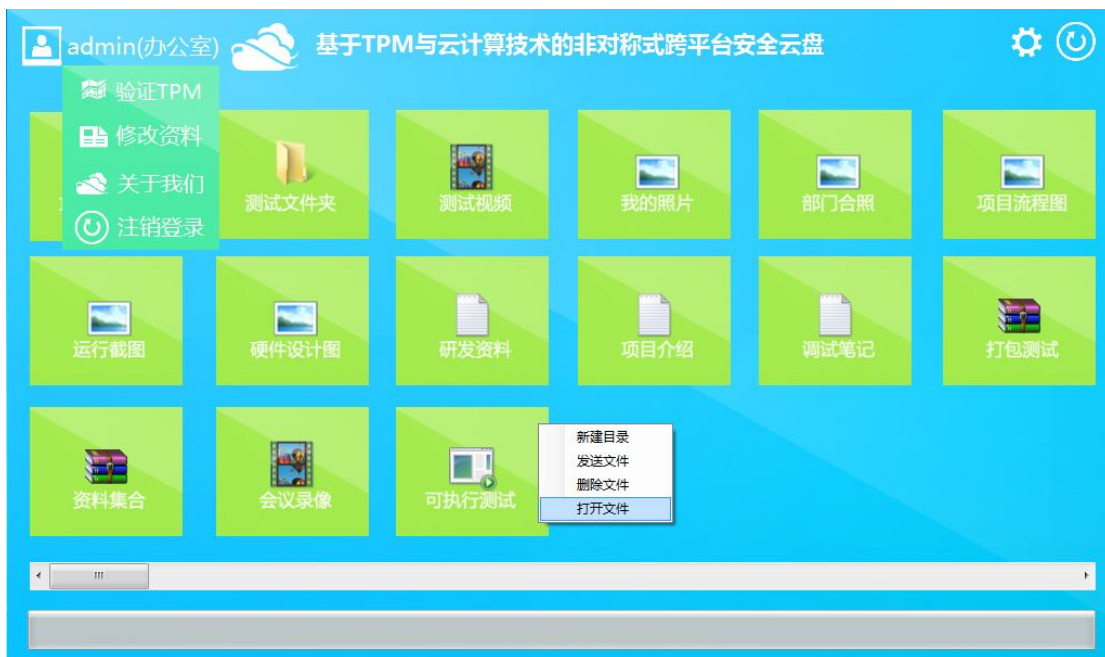 admin(办公室)
基于TPM与云计算技术的非对称式跨平台安全云盘
验证TPM
修改资料
关于我们
注销登录
测试文件夹
测试视频
我的照片
部门合照
项目流程图
运行截图
硬件设计图
研发资料
项目介绍
调试笔记
打包测试
资料集合
会议录像
可执行测试
新建目录
发送文件
删除文件
打开文件